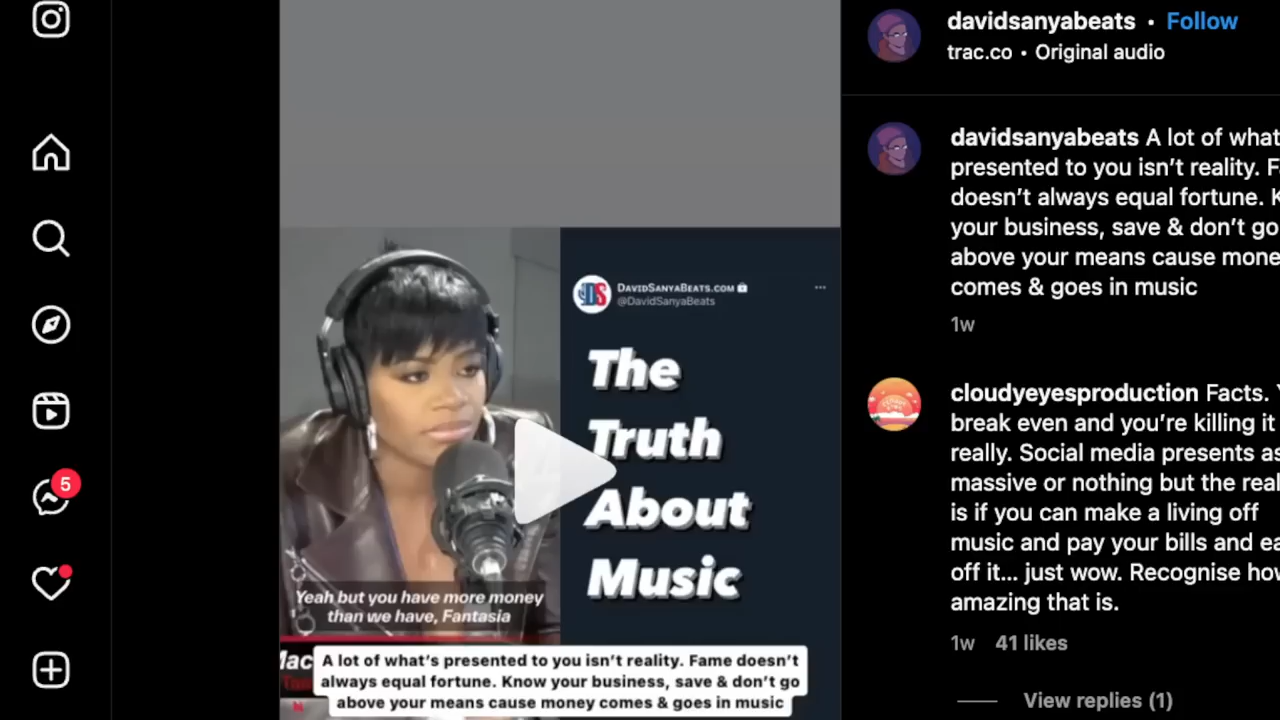 davidsanyabeats • Follow
trac.co • Original audio
davidsanyabeats A lot of what
presented to you isn't reality. F
doesn't always equal fortune. K
your business, save & don't go
above your means cause mone
comes & goes in music
1w
cloudyeyesproduction Facts. Y
break even and you're killing it
really. Social media presents as
massive or nothing but the real
is if you can make a living off
music and pay your bills and ea
off it... just wow. Recognise how
amazing that is.
1w 41 likes
View replies (1)
5
DS
DAVIDSANYABEATS.COM
@DavidSanyaBeats
The
Truth
About
Music
Yeah but you have more money
than we have, Fantasia
Mac
A lot of what's presented to you isn't reality. Fame doesn't
always equal fortune. Know your business, save & don't go
above your means cause money comes & goes in music